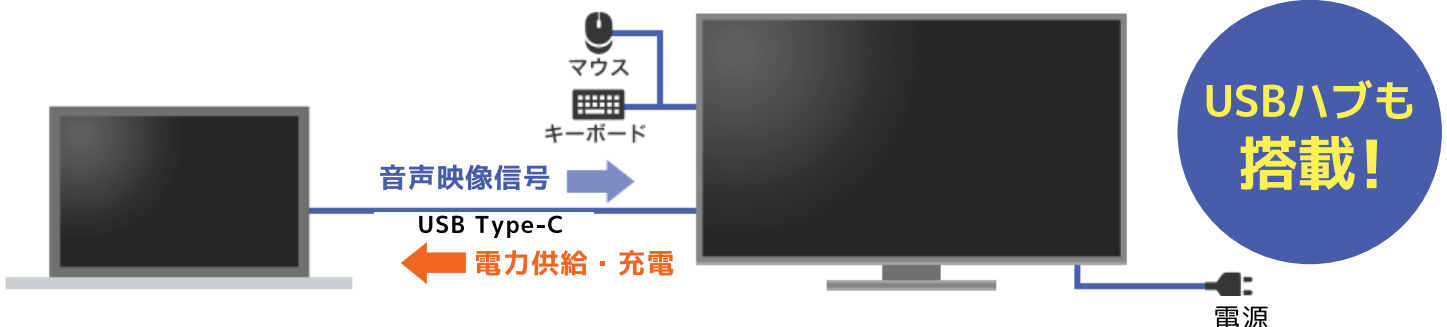 マウス
キーボード
音声映像信号
USB Type-C
電力供給・充電
電源
USBハブも
搭載!